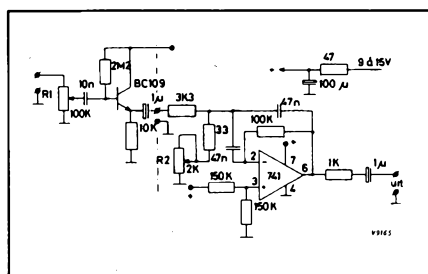 47
9 à 15V
100 µ
2M2
BC109
10n
R1
100K
1µ
3K3
47n
100K
10K
33
R2
2K
47n
2
7
741
6
3
4
1K
1µ
uit
150K
150K
V9165